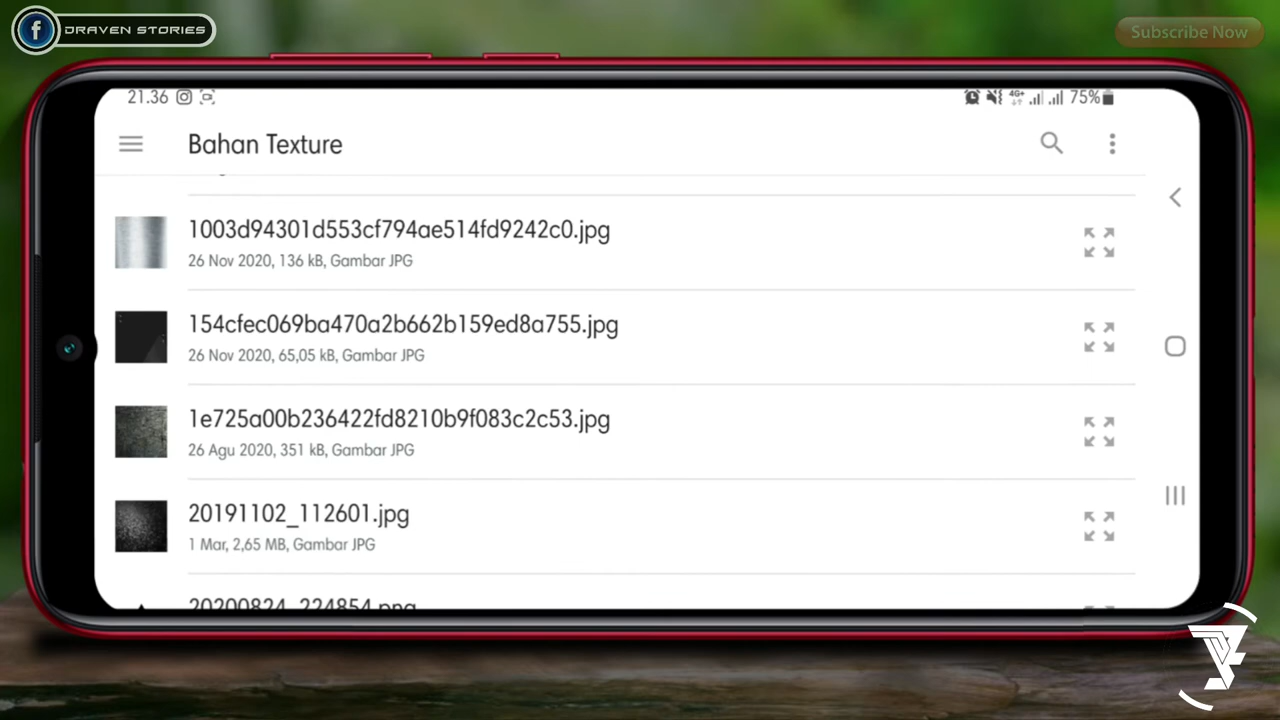 DRAVEN STORIES
Subscribe Now
21.36
4G+
75%
Bahan Texture
1003d94301d553cf794ae514fd9242c0.jpg
26 Nov 2020, 136 kB, Gambar JPG
154cfec069ba470a2b662b159ed8a755.jpg
26 Nov 2020, 65,05 kB, Gambar JPG
1e725a00b236422fd8210b9f083c2c53.jpg
26 Agu 2020, 351 kB, Gambar JPG
20191102_112601.jpg
1 Mar, 2,65 MB, Gambar JPG
20200824_224854.png